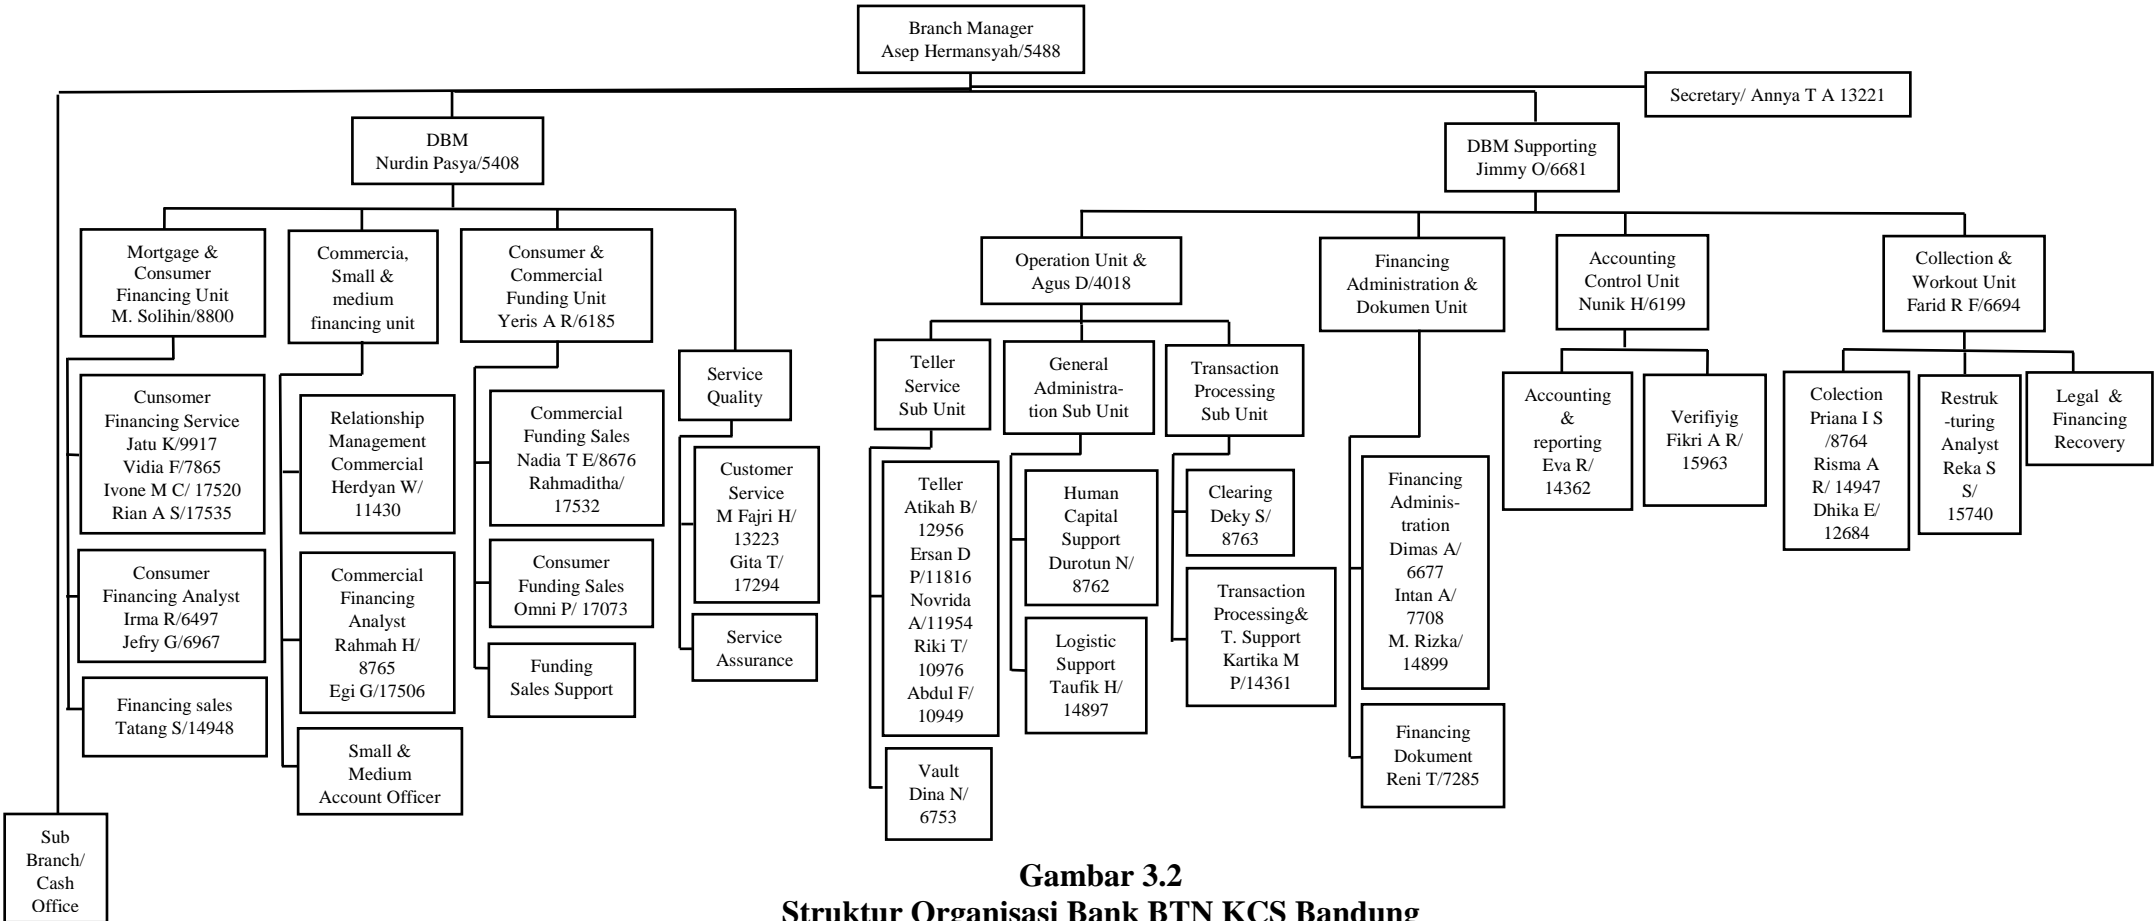 Branch Manager
Asep Hermansyah/5488
Secretary/ Annya T A 13221
DBM
Nurdin Pasya/5408
DBM Supporting
Jimmy O/6681
Mortgage &
Consumer
Financing Unit
M. Solihin/8800
Commercia,
Small &
medium
financing unit
Consumer &
Commercial
Funding Unit
Yeris A R/6185
Service
Quality
Operation Unit &
Agus D/4018
Financing
Administration &
Dokumen Unit
Accounting
Control Unit
Nunik H/6199
Collection &
Workout Unit
Farid R F/6694
Cunsomer
Financing Service
Jatu K/9917
Vidia F/7865
Ivone M C/ 17520
Rian A S/17535
Consumer
Financing Analyst
Irma R/6497
Jefry G/6967
Financing sales
Tatang S/14948
Relationship
Management
Commercial
Herdyan W/
11430
Commercial
Financing
Analyst
Rahmah H/
8765
Egi G/17506
Small &
Medium
Account Officer
Commercial
Funding Sales
Nadia T E/8676
Rahmaditha/
17532
Consumer
Funding Sales
Omni P/ 17073
Funding
Sales Support
Customer
Service
M Fajri H/
13223
Gita T/
17294
Service
Assurance
Teller
Service
Sub Unit
General
Administra-
tion Sub Unit
Transaction
Processing
Sub Unit
Teller
Atikah B/
12956
Ersan D
P/11816
Novrida
A/11954
Riki T/
10976
Abdul F/
10949
Vault
Dina N/
6753
Human
Capital
Support
Durotun N/
8762
Logistic
Support
Taufik H/
14897
Clearing
Deky S/
8763
Transaction
Processing&
T. Support
Kartika M
P/14361
Financing
Adminis-
tration
Dimas A/
6677
Intan A/
7708
M. Rizka/
14899
Financing
Dokument
Reni T/7285
Accounting
&
reporting
Eva R/
14362
Verifiyig
Fikri A R/
15963
Colection
Priana I S
/8764
Risma A
R/ 14947
Dhika E/
12684
Restruk
-turing
Analyst
Reka S
S/
15740
Legal &
Financing
Recovery
Sub
Branch/
Cash
Office
Gambar 3.2
Struktur Organisasi Bank BTN KCS Bandung